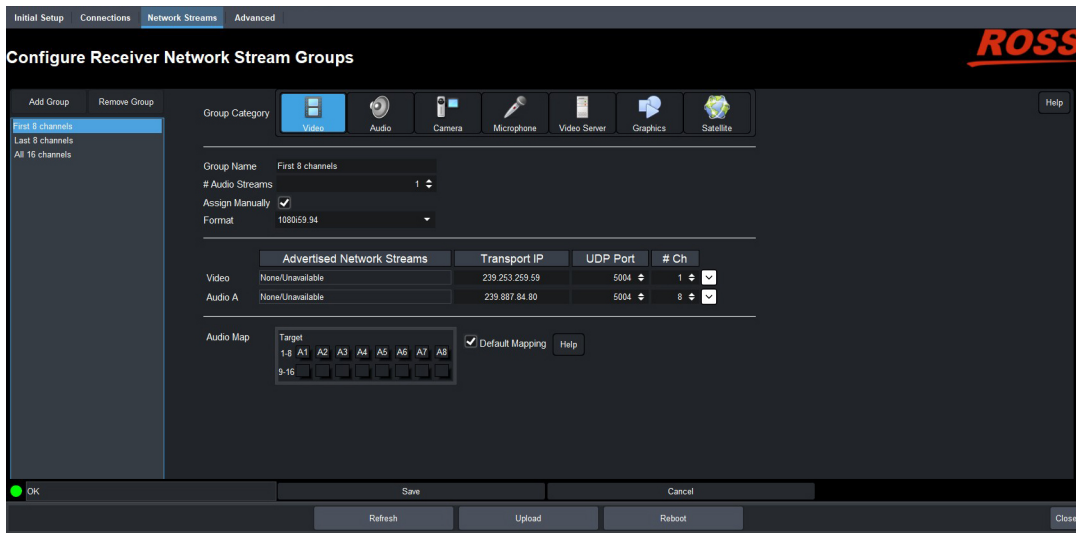 Initial Setup Connections Network Streams Advanced
Configure Receiver Network Stream Groups
ROSS
Add Group Remove Group
First 8 channels
Last 8 channels
All 16 channels
Group Category
Video Audio Camera Microphone Video Server Graphics Satellite
Help
Group Name First 8 channels
# Audio Streams 1
Assign Manually
Format 1080i59.94
Advertised Network Streams Transport IP UDP Port # Ch
Video None/Unavailable 239.253.259.59 5004 1
Audio A None/Unavailable 239.887.84.80 5004 8
Audio Map
Target
1-8 A1 A2 A3 A4 A5 A6 A7 A8
9-16
Default Mapping Help
OK Save Cancel
Refresh Upload Reboot Close